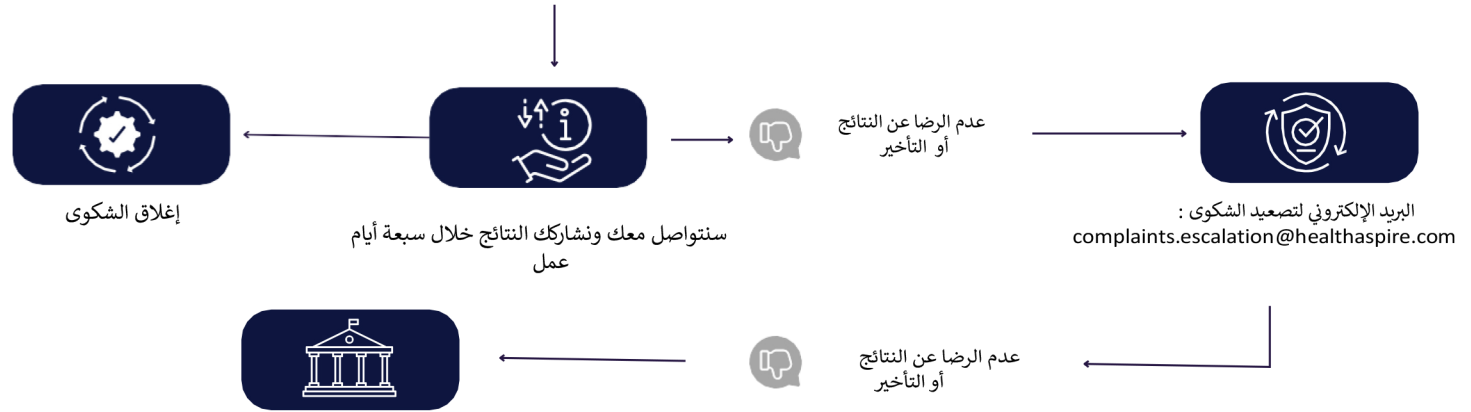 عدم الرضا عن النتائج
أو التأخير
إغلاق الشكوى
سنتواصل معك ونشاركك النتائج خلال سبعة أيام
عمل
البريد الإلكتروني لتصعيد الشكوى :
complaints.escalation@healthaspire.com
عدم الرضا عن النتائج
أو التأخير